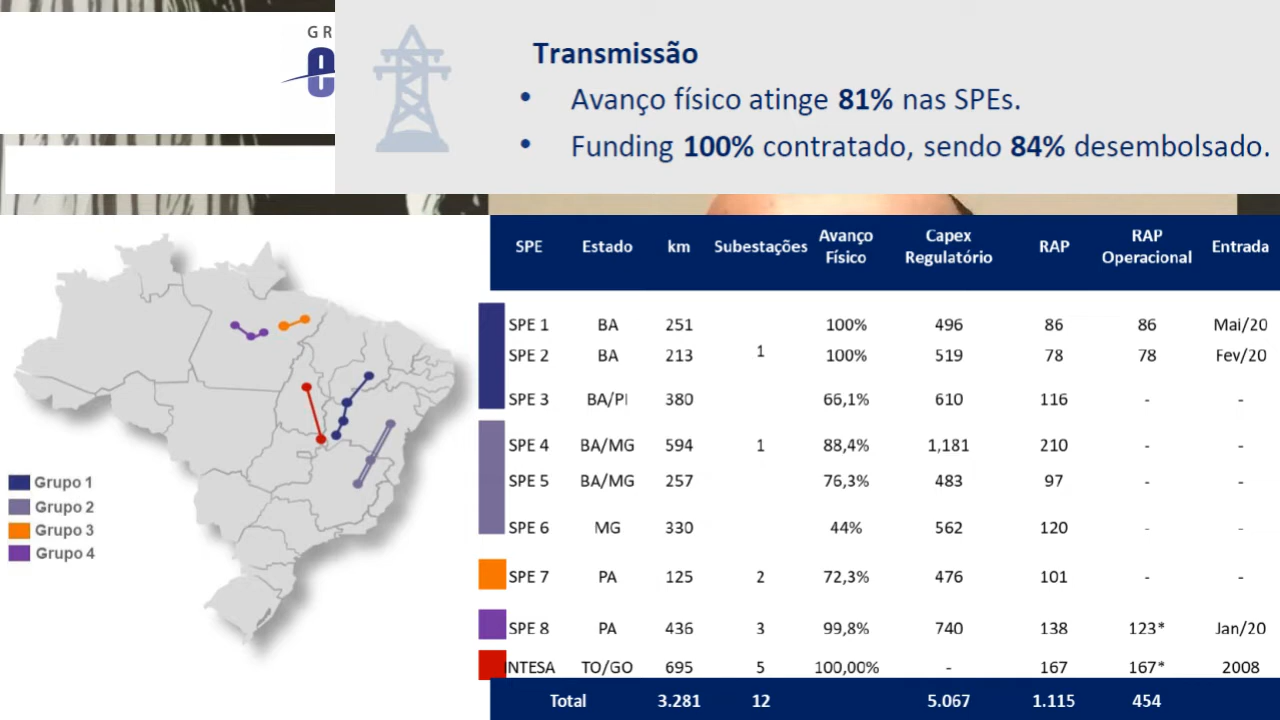 GR
e
Transmissão
• Avanço físico atinge 81% nas SPEs.
• Funding 100% contratado, sendo 84% desembolsado.
Grupo 1
Grupo 2
Grupo 3
Grupo 4
SPE Estado km Subestações Avanço Físico Capex Regulatório RAP RAP Operacional Entrada
SPE 1 BA 251 100% 496 86 86 Mai/20
1
SPE 2 BA 213 100% 519 78 78 Fev/20
SPE 3 BA/PI 380 66,1% 610 116 - -
SPE 4 BA/MG 594 1 88,4% 1,181 210 - -
SPE 5 BA/MG 257 76,3% 483 97 - -
SPE 6 MG 330 44% 562 120 - -
SPE 7 PA 125 2 72,3% 476 101 - -
SPE 8 PA 436 3 99,8% 740 138 123* Jan/20
INTESA TO/GO 695 5 100,00% - 167 167* 2008
Total 3.281 12 5.067 1.115 454